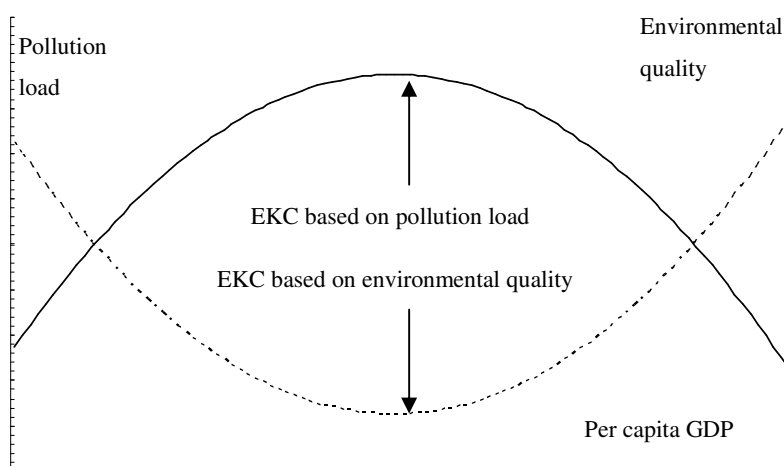 Pollution
load
Environmental
quality
EKC based on pollution load
EKC based on environmental quality
Per capita GDP